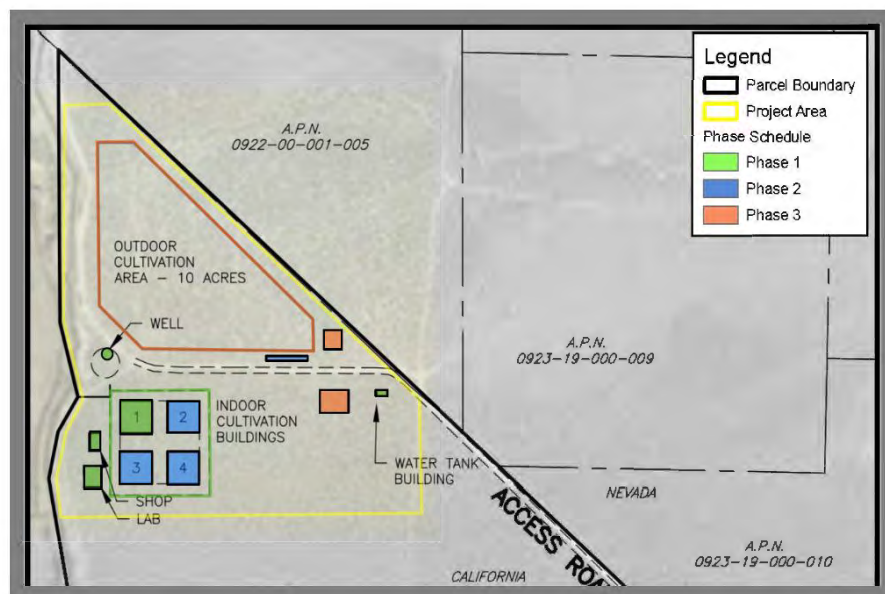 Legend
Parcel Boundary
Project Area
Phase Schedule
Phase 1
Phase 2
Phase 3
A.P.N.
0922-00-001-005
OUTDOOR
CULTIVATION
AREA – 10 ACRES
WELL
A.P.N.
0923-19-000-009
1
2
3
4
INDOOR
CULTIVATION
BUILDINGS
WATER TANK
BUILDING
SHOP
LAB
NEVADA
ACCESS
CALIFORNIA
A.P.N.
0923-19-000-010